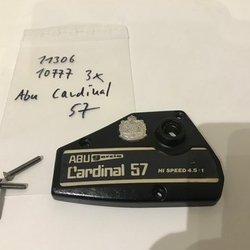 11306
10777 3x
Abu Cardinal
57
ABU Garcia
Cardinal 57
HI SPEED 4.5:1